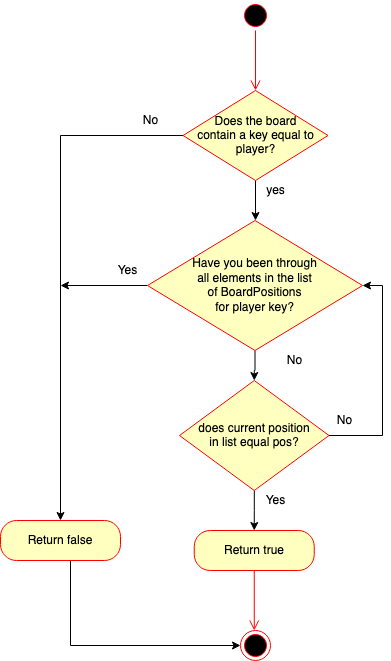 Does the board
contain a key equal to
player?
No
yes
Have you been through
all elements in the list
of BoardPositions
for player key?
Yes
No
does current position
in list equal pos?
No
Yes
Return false
Return true